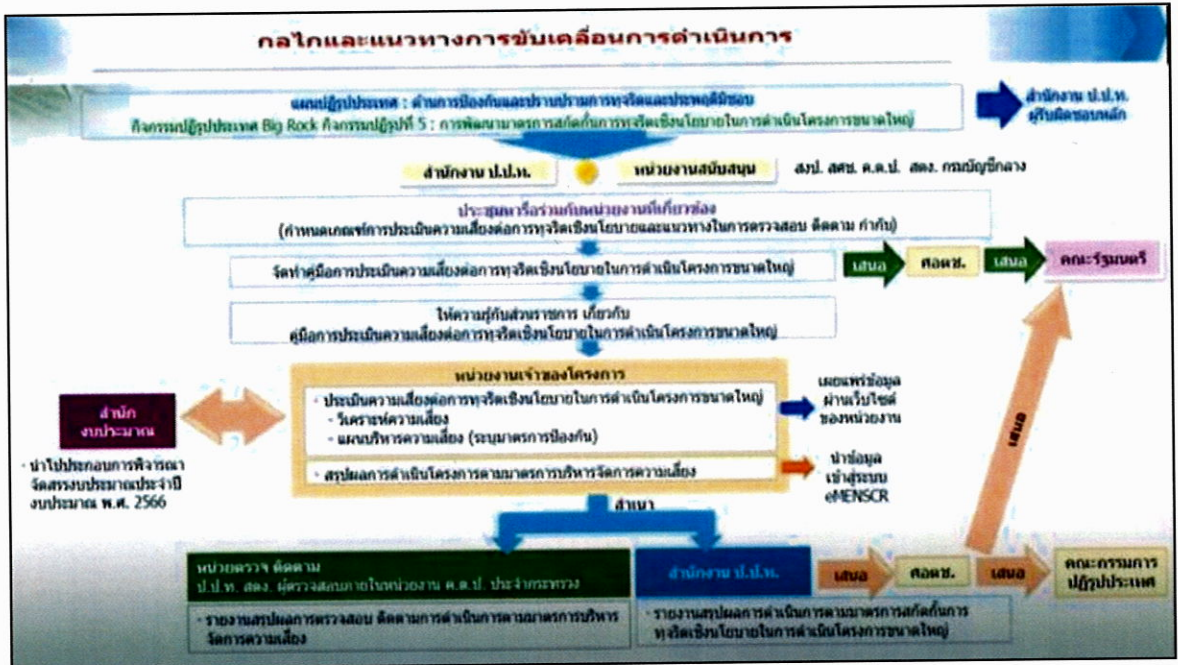 กลไกและแนวทางการขับเคลื่อนการดำเนินการ
แผนปฏิรูปประเทศ : ด้านการป้องกันและปราบปรามการทุจริตและประพฤติมิชอบ
กิจกรรมปฏิรูปประเทศ Big Rock กิจกรรมปฏิรูปที่ 5 : การพัฒนามาตรการสกัดกั้นการทุจริตเชิงนโยบายในการดำเนินโครงการขนาดใหญ่
สำนักงาน ป.ป.ท.
ผู้รับผิดชอบหลัก
สำนักงาน ป.ป.ท.
หน่วยงานสนับสนุน
สงป. สศช. ค.ต.ป. สตง. กรมบัญชีกลาง
ประชุมหารือร่วมกับหน่วยงานที่เกี่ยวข้อง
(กำหนดเกณฑ์การประเมินความเสี่ยงต่อการทุจริตเชิงนโยบายและแนวทางในการตรวจสอบ ติดตาม กำกับ)
จัดทำคู่มือการประเมินความเสี่ยงต่อการทุจริตเชิงนโยบายในการดำเนินโครงการขนาดใหญ่
เสนอ
ศอตช.
เสนอ
คณะรัฐมนตรี
ให้ความรู้กับส่วนราชการ เกี่ยวกับ
คู่มือการประเมินความเสี่ยงต่อการทุจริตเชิงนโยบายในการดำเนินโครงการขนาดใหญ่
หน่วยงานเจ้าของโครงการ
· ประเมินความเสี่ยงต่อการทุจริตเชิงนโยบายในการดำเนินโครงการขนาดใหญ่
- วิเคราะห์ความเสี่ยง
- แผนบริหารความเสี่ยง (ระบุมาตรการป้องกัน)
· สรุปผลการดำเนินโครงการตามมาตรการบริหารจัดการความเสี่ยง
เผยแพร่ข้อมูล
ผ่านเว็บไซต์
ของหน่วยงาน
นำข้อมูล
เข้าสู่ระบบ
eMENSCR
สำนัก
งบประมาณ
· นำไปประกอบการพิจารณา
จัดสรรงบประมาณประจำปี
งบประมาณ พ.ศ. 2566
เสนอ
สำเนา
หน่วยตรวจ ติดตาม
ป.ป.ท. สตง. ผู้ตรวจสอบภายในหน่วยงาน ค.ต.ป. ประจำกระทรวง
· รายงานสรุปผลการตรวจสอบ ติดตามการดำเนินการตามมาตรการบริหาร
จัดการความเสี่ยง
สำนักงาน ป.ป.ท.
· รายงานสรุปผลการดำเนินการตามมาตรการสกัดกั้นการ
ทุจริตเชิงนโยบายในการดำเนินโครงการขนาดใหญ่
เสนอ
ศอตช.
เสนอ
คณะกรรมการ
ปฏิรูปประเทศ